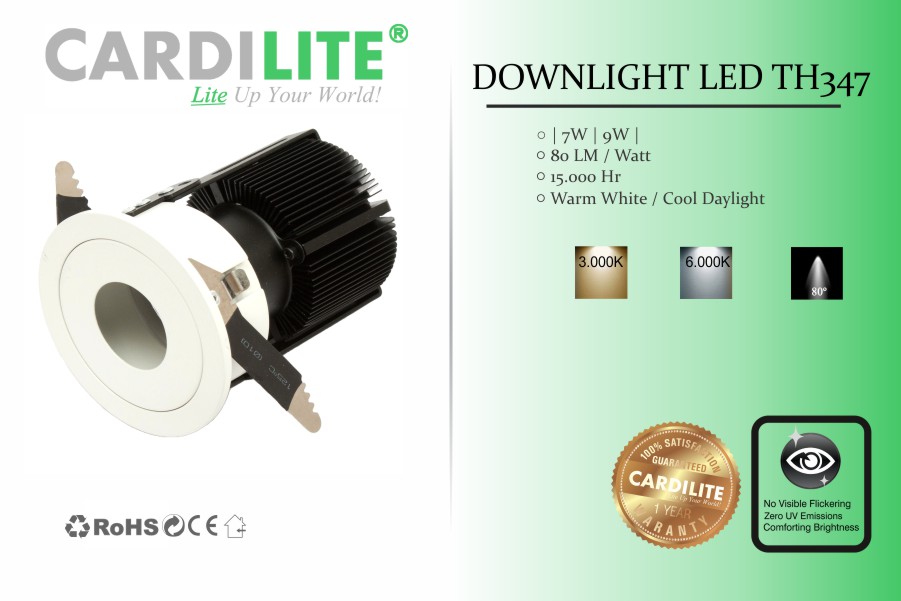 CARDILITE®
Lite Up Your World!
DOWNLIGHT LED TH347
| 7W | 9W |
80 LM / Watt
15.000 Hr
Warm White / Cool Daylight
3.000K
6.000K
80º
125°C
100% SATISFACTION
GUARANTEED
CARDILITE
Up Your World!
1 YEAR
WARANTY
No Visible Flickering
Zero UV Emissions
Comforting Brightness
RoHS CE